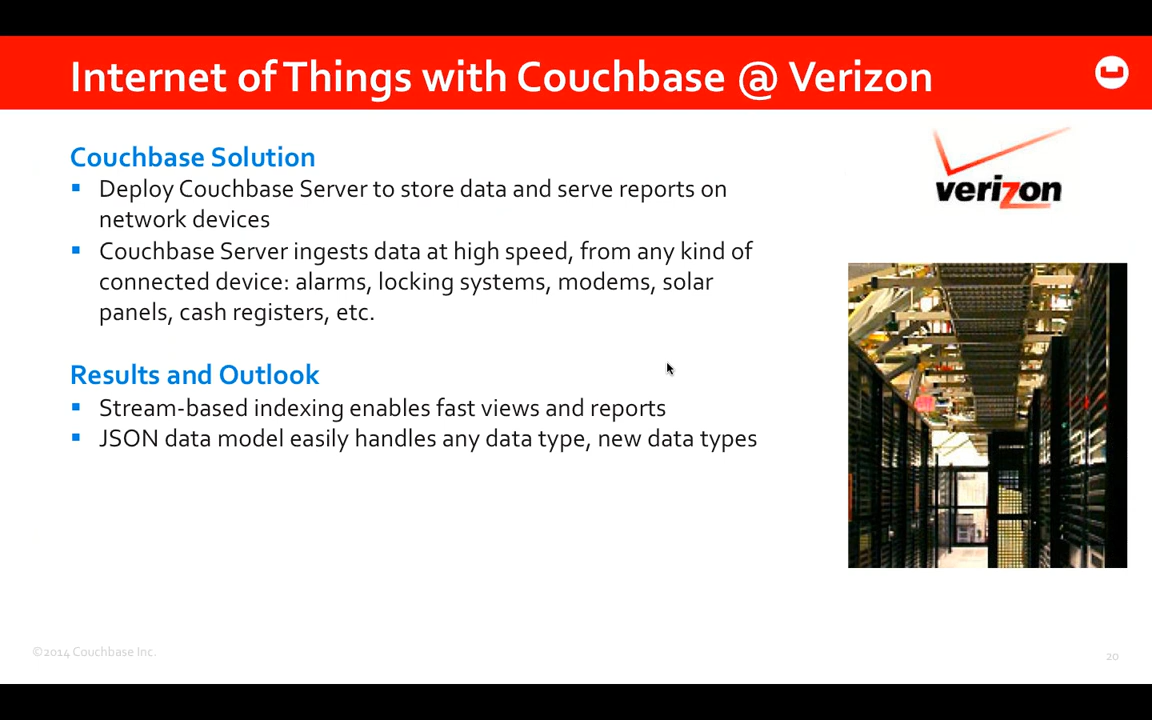 Internet of Things with Couchbase @ Verizon
verizon
Couchbase Solution
Deploy Couchbase Server to store data and serve reports on
network devices
Couchbase Server ingests data at high speed, from any kind of
connected device: alarms, locking systems, modems, solar
panels, cash registers, etc.
Results and Outlook
Stream-based indexing enables fast views and reports
JSON data model easily handles any data type, new data types
©2014 Couchbase Inc.
20